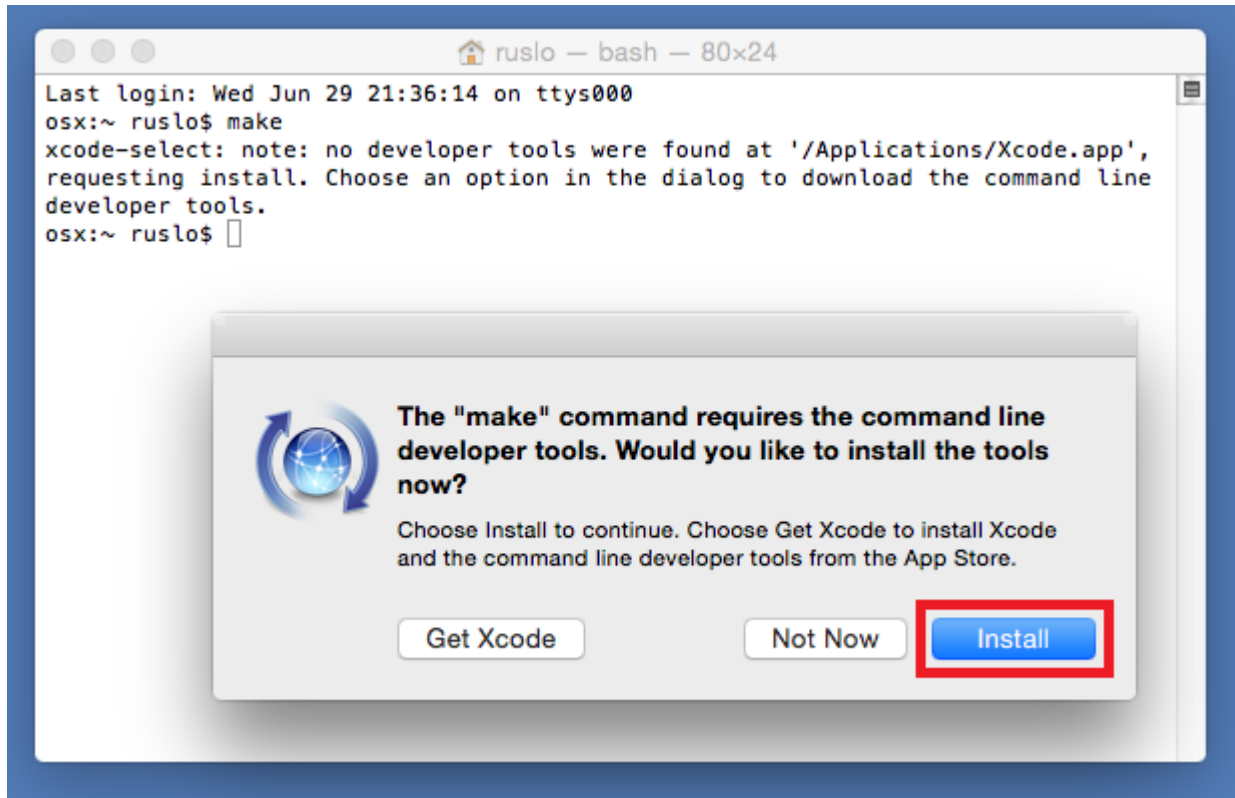 ruslo — bash — 80×24
Last login: Wed Jun 29 21:36:14 on ttys000
osx:~ ruslo$ make
xcode-select: note: no developer tools were found at '/Applications/Xcode.app',
requesting install. Choose an option in the dialog to download the command line
developer tools.
osx:~ ruslo$
The "make" command requires the command line
developer tools. Would you like to install the tools
now?
Choose Install to continue. Choose Get Xcode to install Xcode
and the command line developer tools from the App Store.
Get Xcode Not Now Install